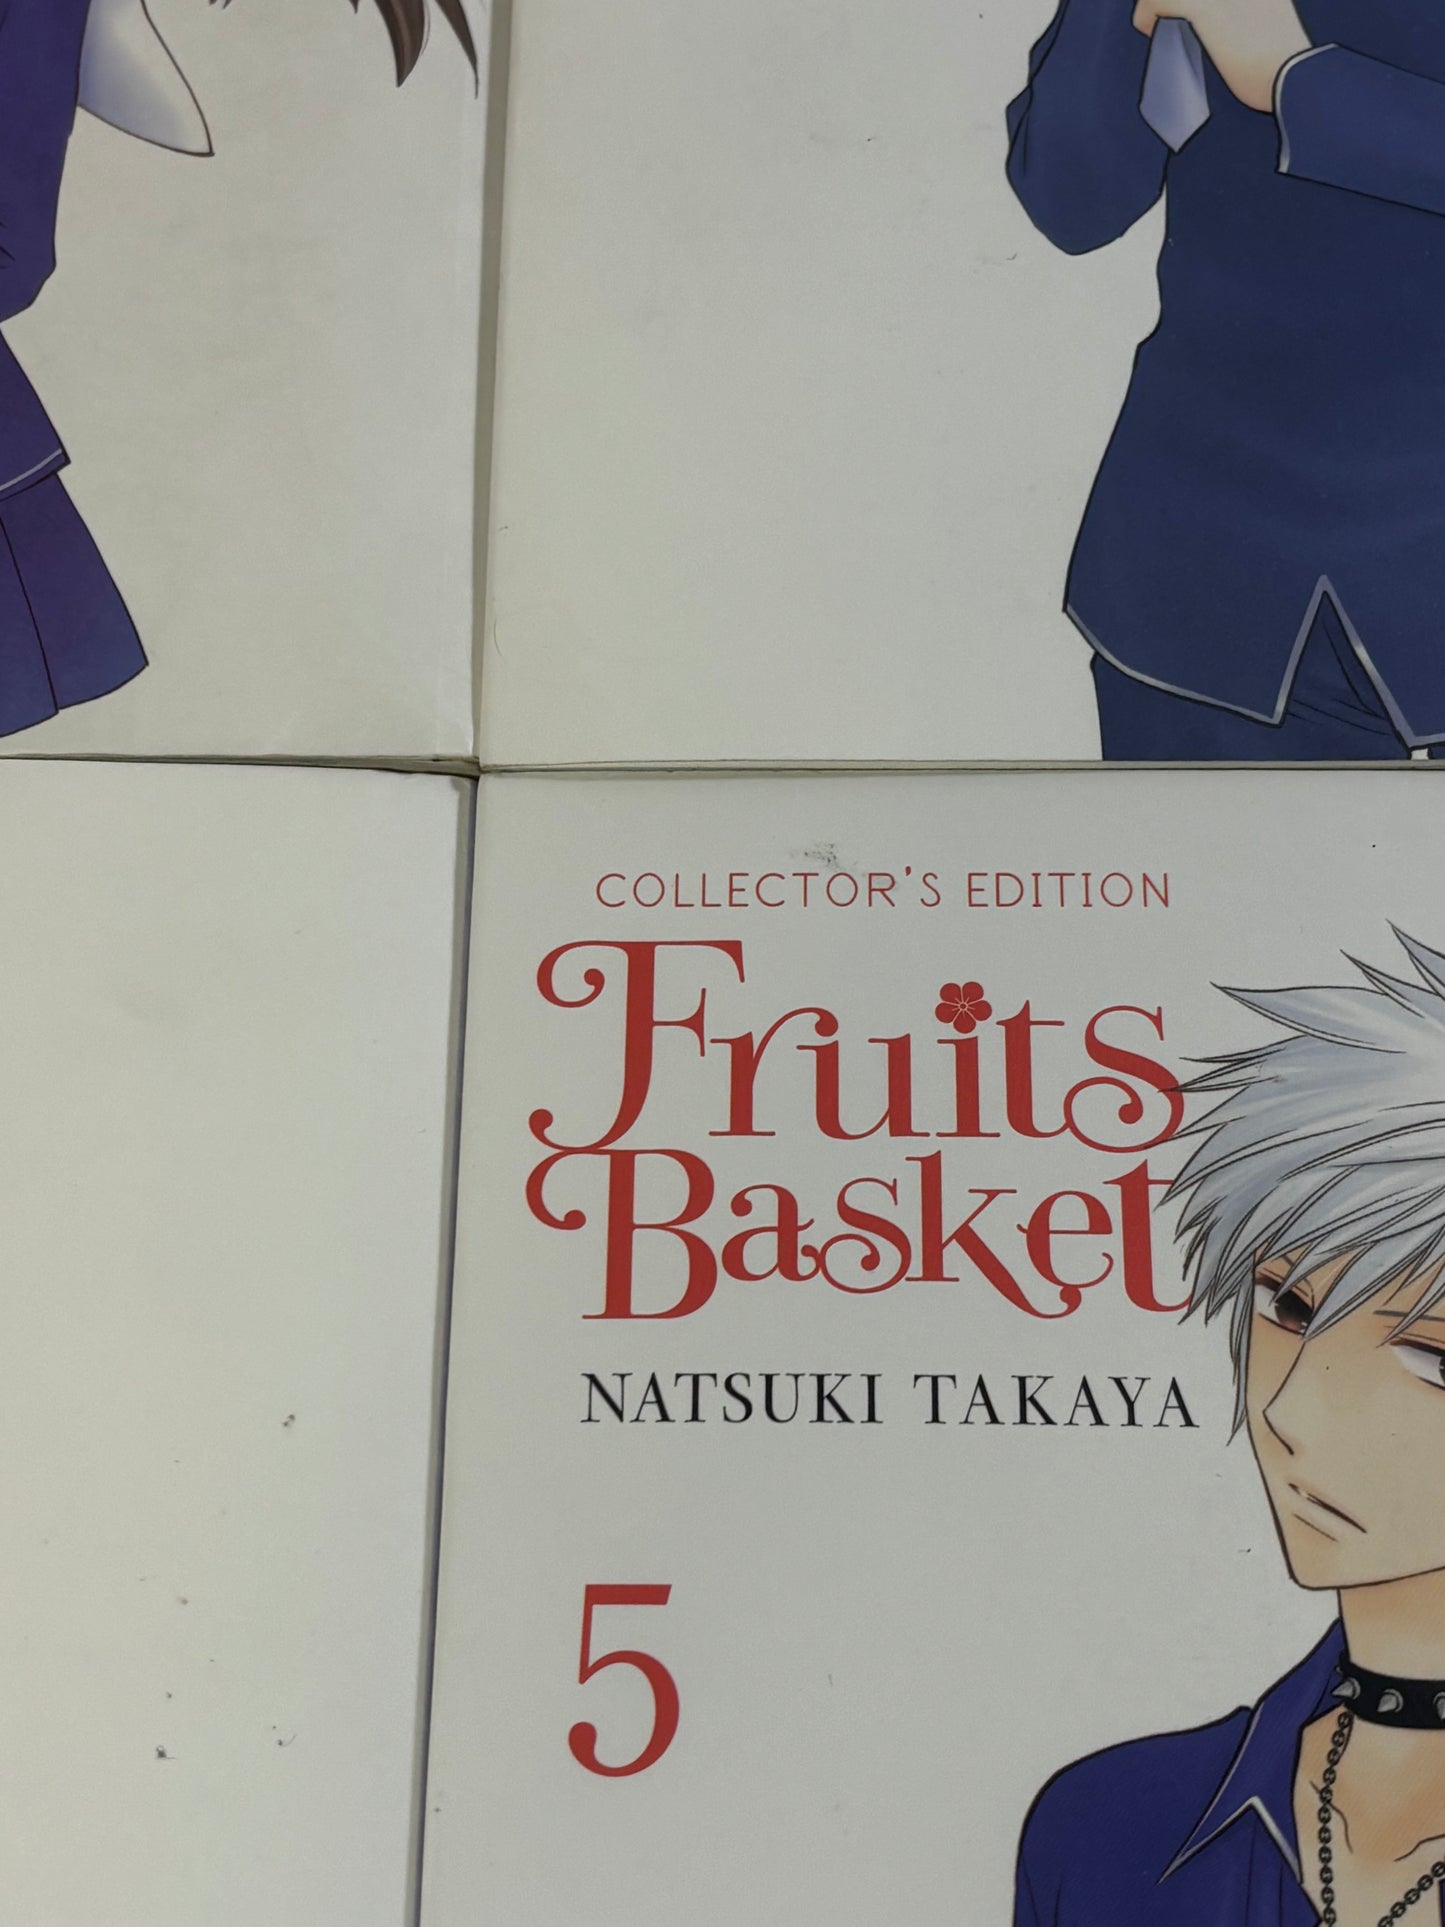 COLLECTOR'S EDITION
Fruits
Basket
NATSUKI TAKAYA
5